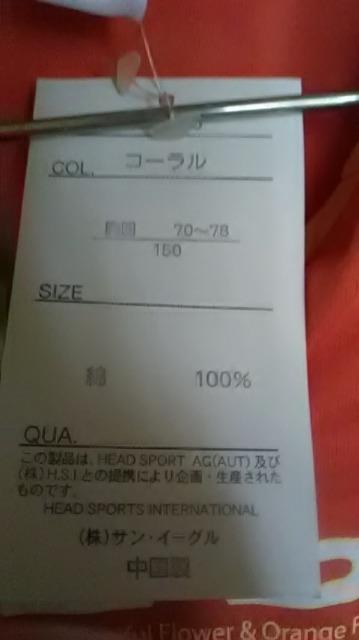 COL. コーラル
胸囲 70～78
150
SIZE
綿 100%
QUA.
この製品は、HEAD SPORT AG(AUT)及び
(株)H.S.Iとの提携により企画・生産された
ものです。
HEAD SPORTS INTERNATIONAL
(株)サン・イーグル
中国製
Flower & Orange